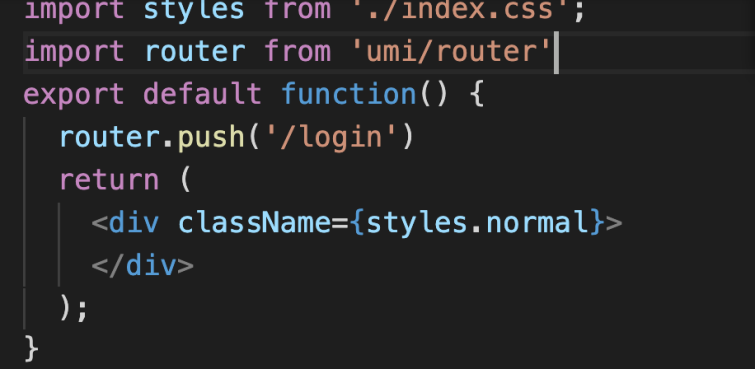 import styles from './index.css';
import router from 'umi/router'
export default function() {
  router.push('/login')
  return (
    <div className={styles.normal}>
    </div>
  );
}